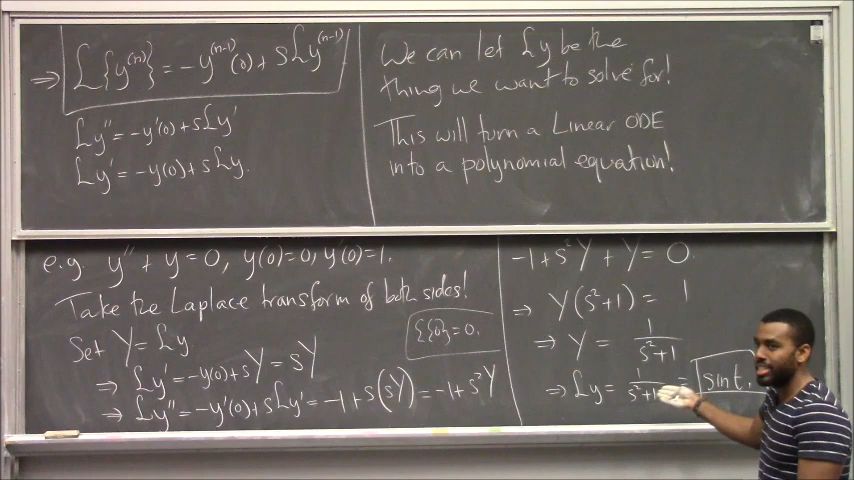 ⇒ ℒ{y⁽ⁿ⁾} = -y⁽ⁿ⁻¹⁾(0) + sℒy⁽ⁿ⁻¹⁾
ℒy'' = -y'(0) + sℒy'
ℒy' = -y(0) + sℒy.
We can let ℒy be the
thing we want to solve for!
This will turn a Linear ODE
into a polynomial equation!
e.g. y'' + y = 0, y(0) = 0, y'(0) = 1.
Take the Laplace transform of both sides!
Set Y = ℒy
ℒ{0} = 0.
⇒ ℒy' = -y(0) + sY = sY
⇒ ℒy'' = -y'(0) + sℒy' = -1 + s(sY) = -1 + s²Y
-1 + s²Y + Y = 0.
⇒ Y(s²+1) = 1
⇒ Y = 1/(s²+1)
⇒ ℒy = 1/(s²+1) = sint.